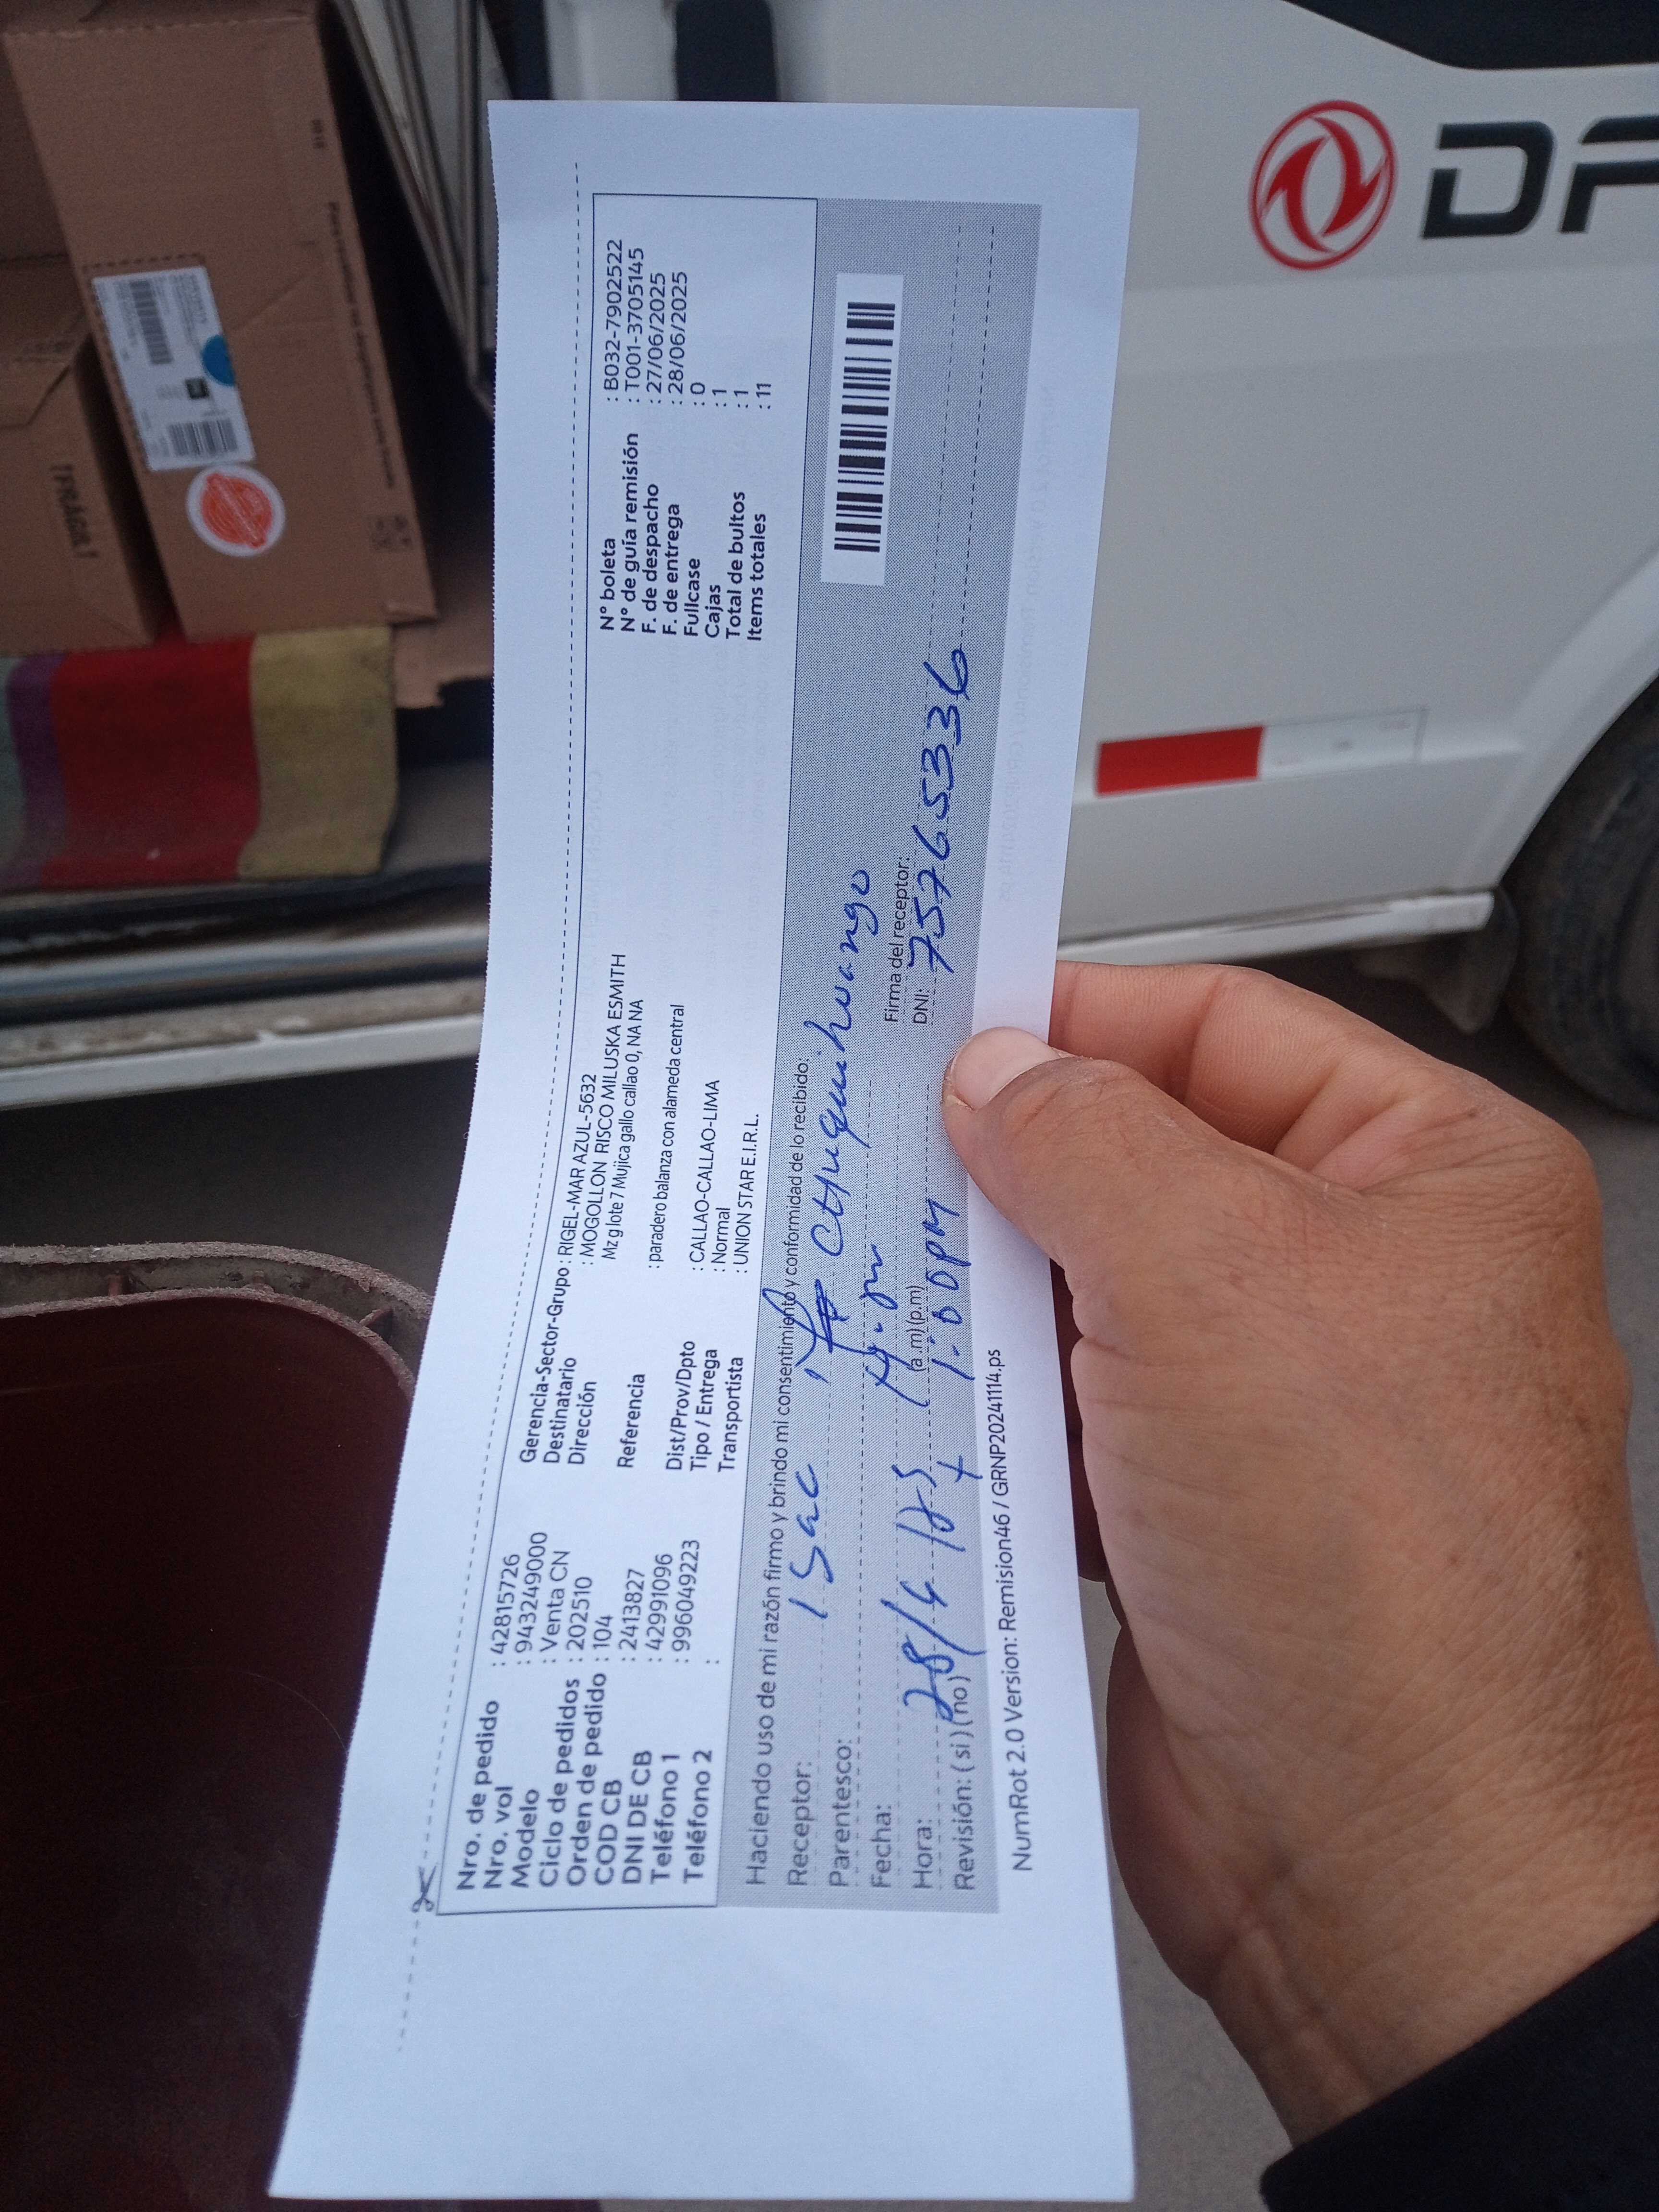 Nro. de pedido : 42815726
Nro. vol : 943249000
Modelo : Venta CN
Ciclo de pedidos : 202510
Orden de pedido : 104
COD CB : 2413827
DNI DE CB : 42991096
Teléfono 1 : 996049223
Teléfono 2 :
Gerencia-Sector-Grupo : RIGEL-MAR AZUL-5632
Destinatario : MOGOLLON RISCO MILUSKA ESMITH
Dirección Mz g lote 7 Mujica gallo callao 0, NA NA
Referencia : paradero balanza con alameda central
Dist/Prov/Dpto : CALLAO-CALLAO-LIMA
Tipo / Entrega : Normal
Transportista : UNION STAR E.I.R.L.
N° boleta : B032-7902522
N° de guía remisión : T001-3705145
F. de despacho : 27/06/2025
F. de entrega : 28/06/2025
Fullcase : 0
Cajas : 1
Total de bultos : 1
Items totales : 11
Haciendo uso de mi razón firmo y brindo mi consentimiento y conformidad de lo recibido:
Receptor: Isac Chuquihuango
Parentesco:
Fecha: 28/6/25
Hora: (a.m) (p.m) 1:00pm
Revisión: ( si ) ( no )
Firma del receptor:
DNI: 75765336
NumRot 2.0 Version: Remision46 / GRNP20241114.ps
DF
¡FRÁGIL!